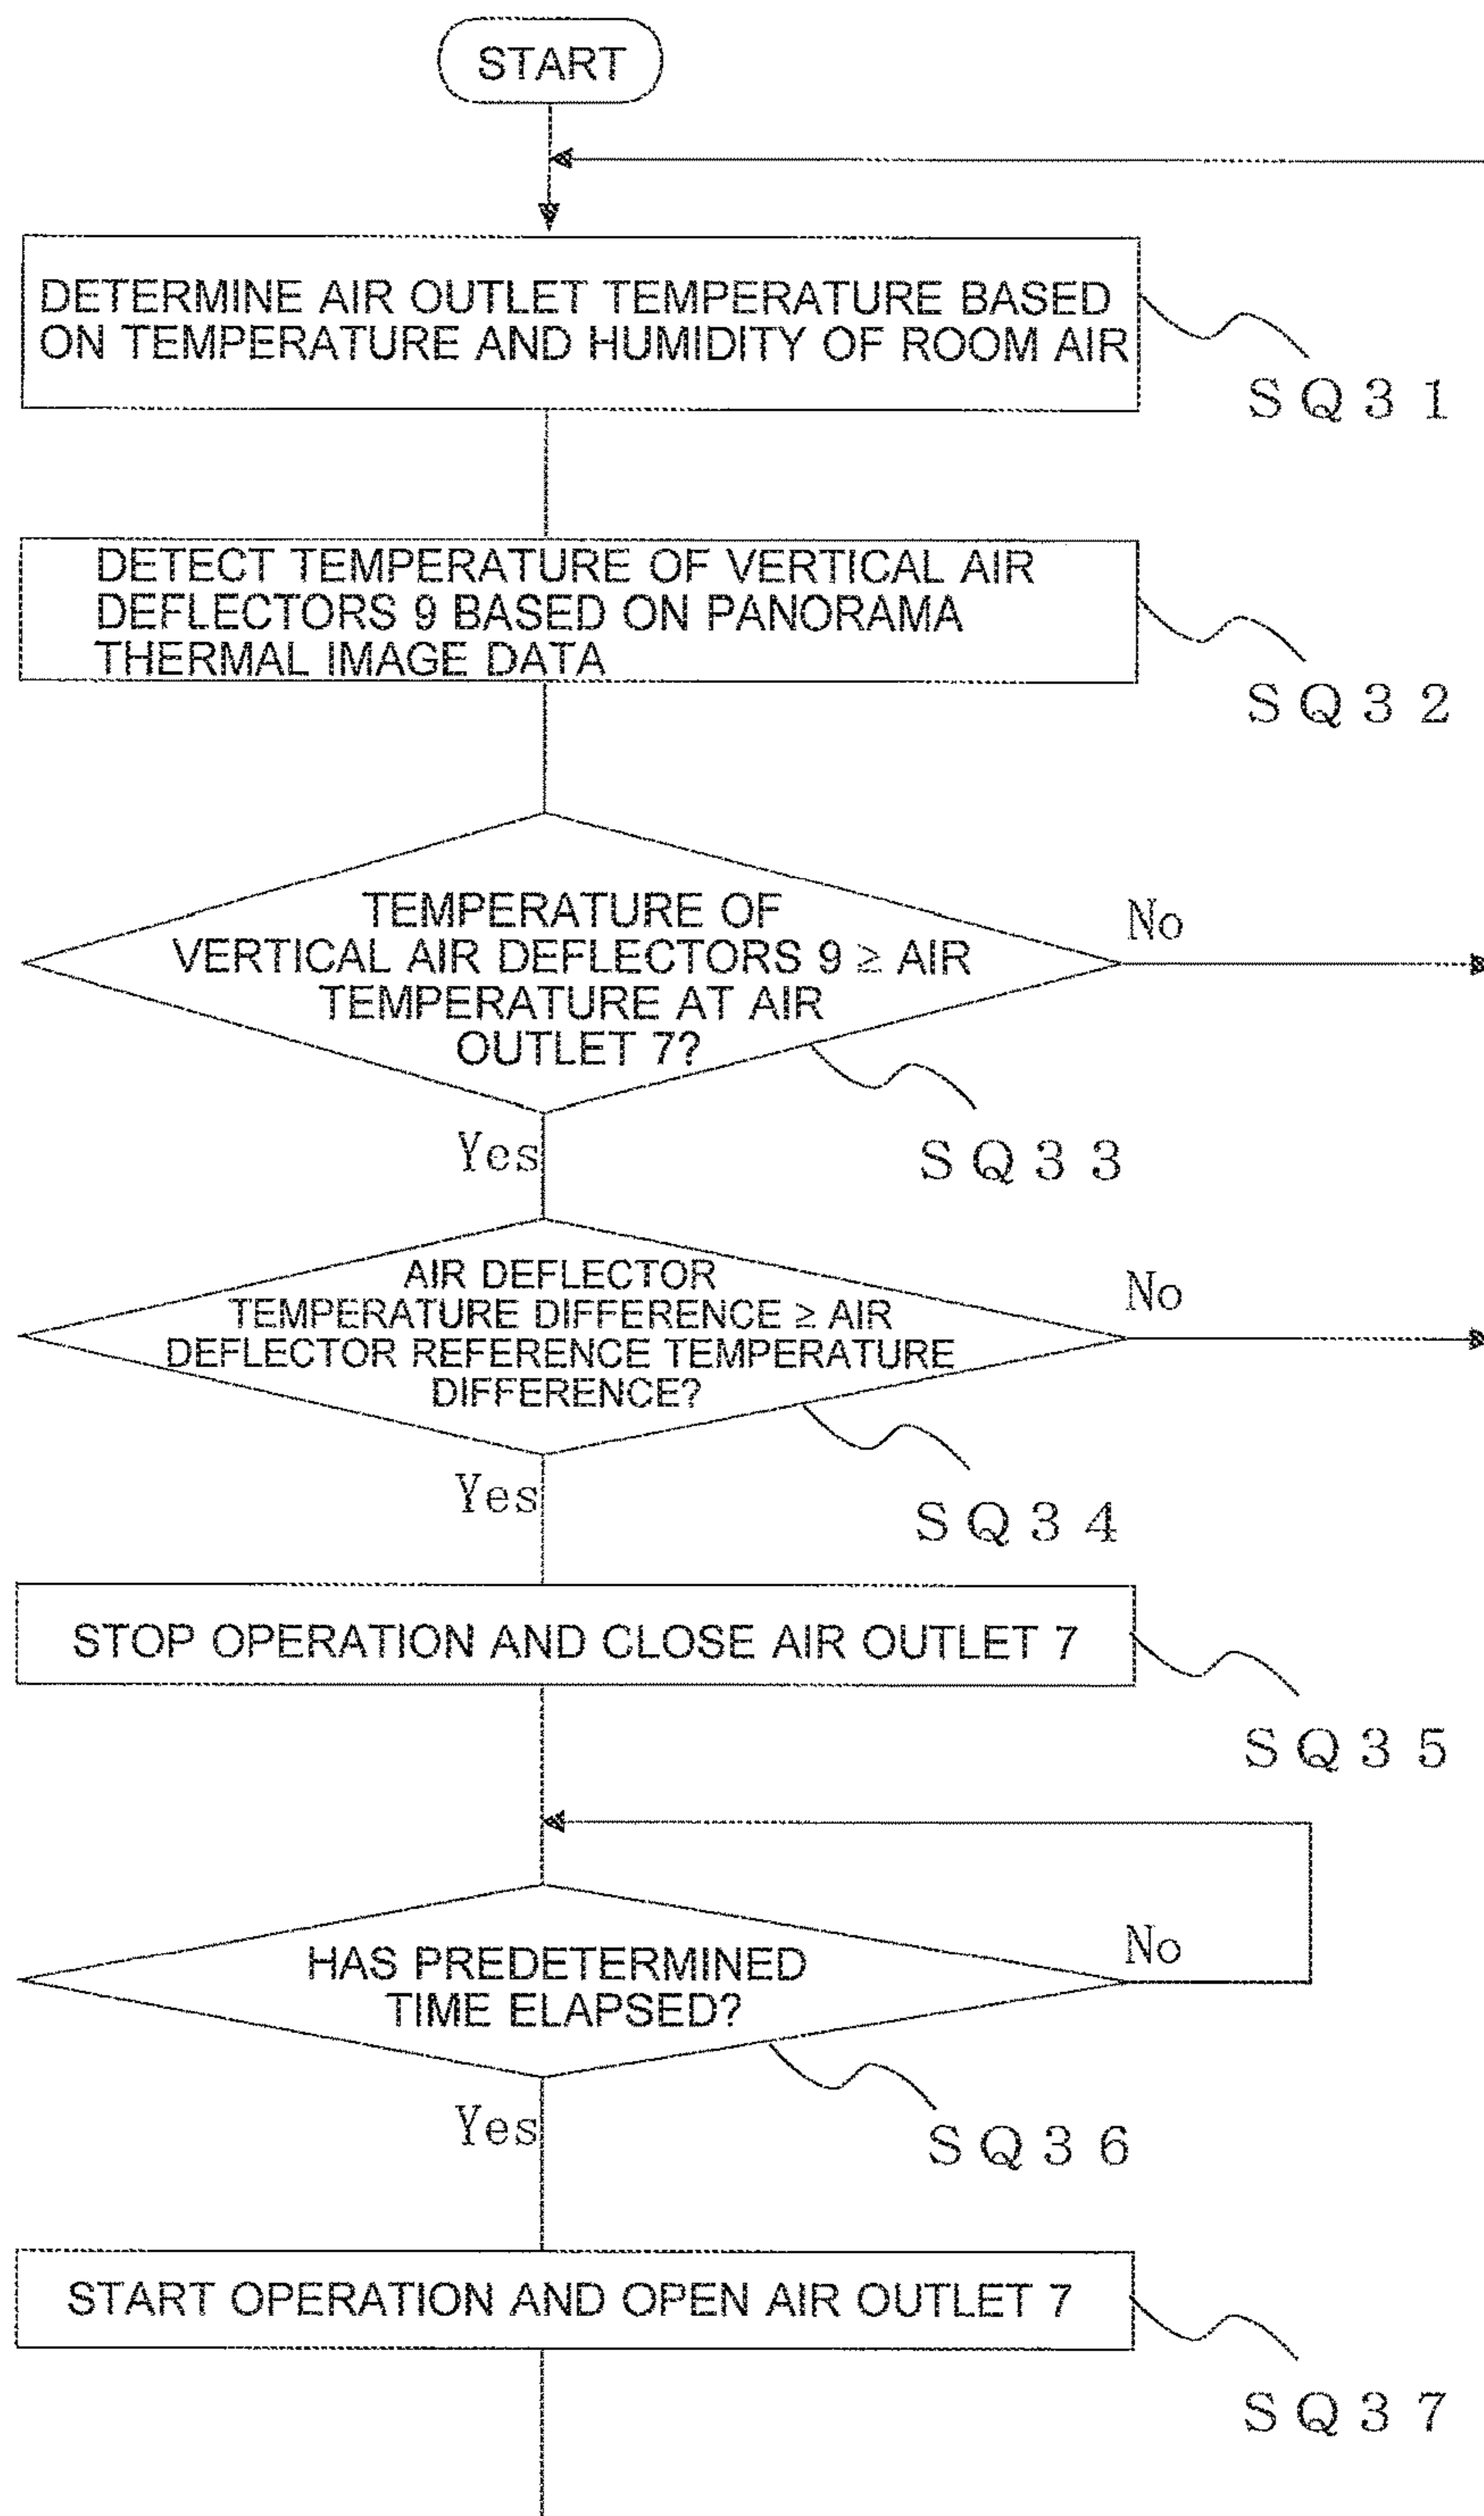 START
DETERMINE AIR OUTLET TEMPERATURE BASED
ON TEMPERATURE AND HUMIDITY OF ROOM AIR
SQ31
DETECT TEMPERATURE OF VERTICAL AIR
DEFLECTORS 9 BASED ON PANORAMA
THERMAL IMAGE DATA
SQ32
TEMPERATURE OF
VERTICAL AIR DEFLECTORS 9 ≥ AIR
TEMPERATURE AT AIR
OUTLET 7?
No
Yes
SQ33
AIR DEFLECTOR
TEMPERATURE DIFFERENCE ≥ AIR
DEFLECTOR REFERENCE TEMPERATURE
DIFFERENCE?
No
Yes
SQ34
STOP OPERATION AND CLOSE AIR OUTLET 7
SQ35
HAS PREDETERMINED
TIME ELAPSED?
No
Yes
SQ36
START OPERATION AND OPEN AIR OUTLET 7
SQ37